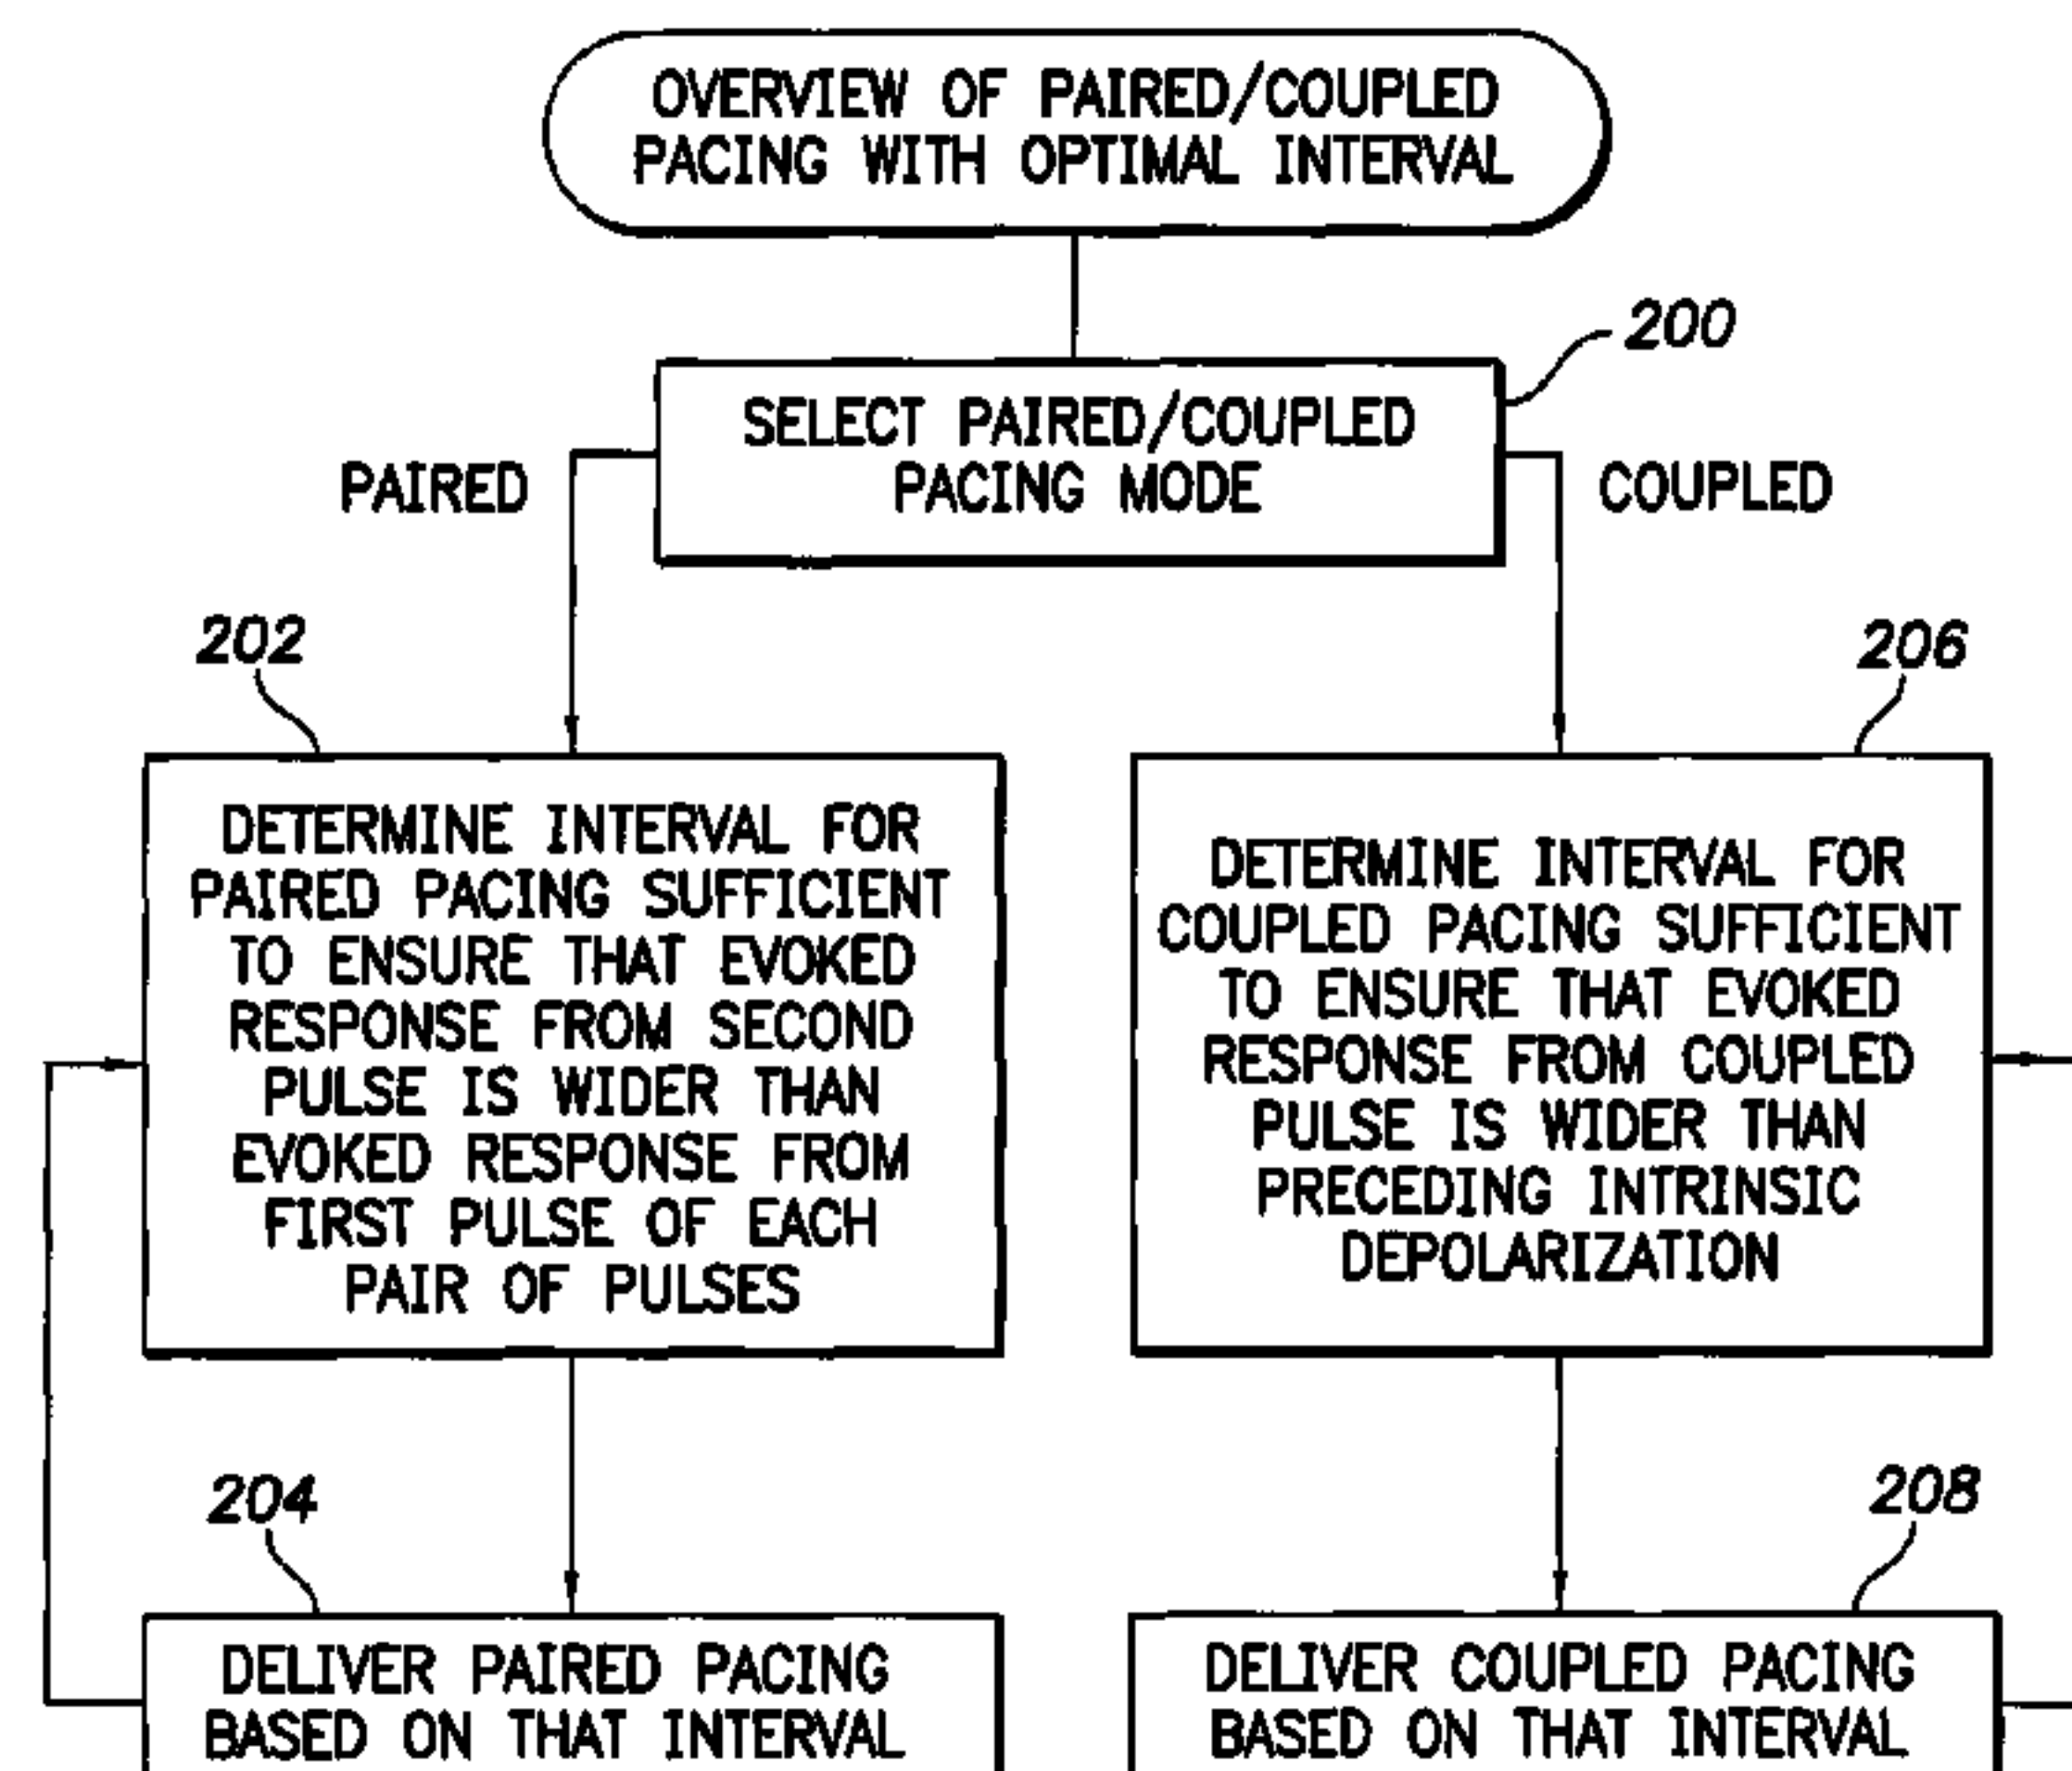 OVERVIEW OF PAIRED/COUPLED
PACING WITH OPTIMAL INTERVAL
200
SELECT PAIRED/COUPLED
PACING MODE
PAIRED
COUPLED
202
206
DETERMINE INTERVAL FOR
PAIRED PACING SUFFICIENT
TO ENSURE THAT EVOKED
RESPONSE FROM SECOND
PULSE IS WIDER THAN
EVOKED RESPONSE FROM
FIRST PULSE OF EACH
PAIR OF PULSES
DETERMINE INTERVAL FOR
COUPLED PACING SUFFICIENT
TO ENSURE THAT EVOKED
RESPONSE FROM COUPLED
PULSE IS WIDER THAN
PRECEDING INTRINSIC
DEPOLARIZATION
204
208
DELIVER PAIRED PACING
BASED ON THAT INTERVAL
DELIVER COUPLED PACING
BASED ON THAT INTERVAL